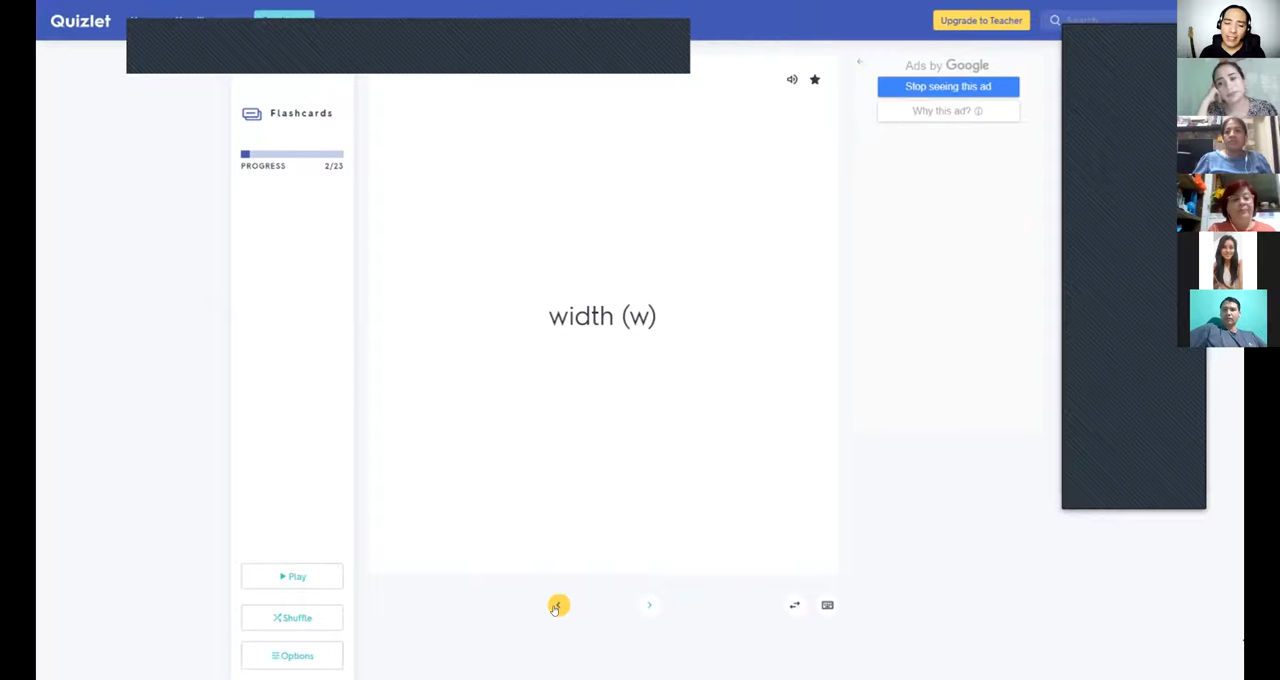 Quizlet
Upgrade to Teacher
Search
Flashcards
PROGRESS 2/23
width (w)
Ads by Google
Stop seeing this ad
Why this ad?
Play
Shuffle
Options